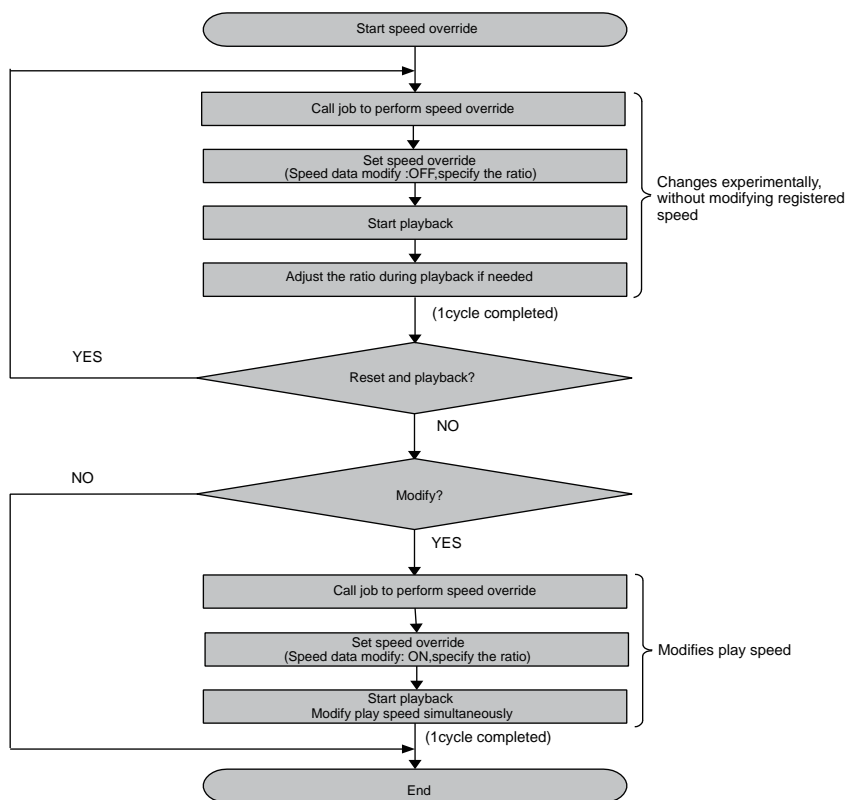 Start speed override
Call job to perform speed override
Set speed override
(Speed data modify :OFF,specify the ratio)
Start playback
Adjust the ratio during playback if needed
Changes experimentally,
without modifying registered
speed
(1cycle completed)
YES
Reset and playback?
NO
NO
Modify?
YES
Call job to perform speed override
Set speed override
(Speed data modify: ON,specify the ratio)
Start playback
Modify play speed simultaneously
Modifies play speed
(1cycle completed)
End